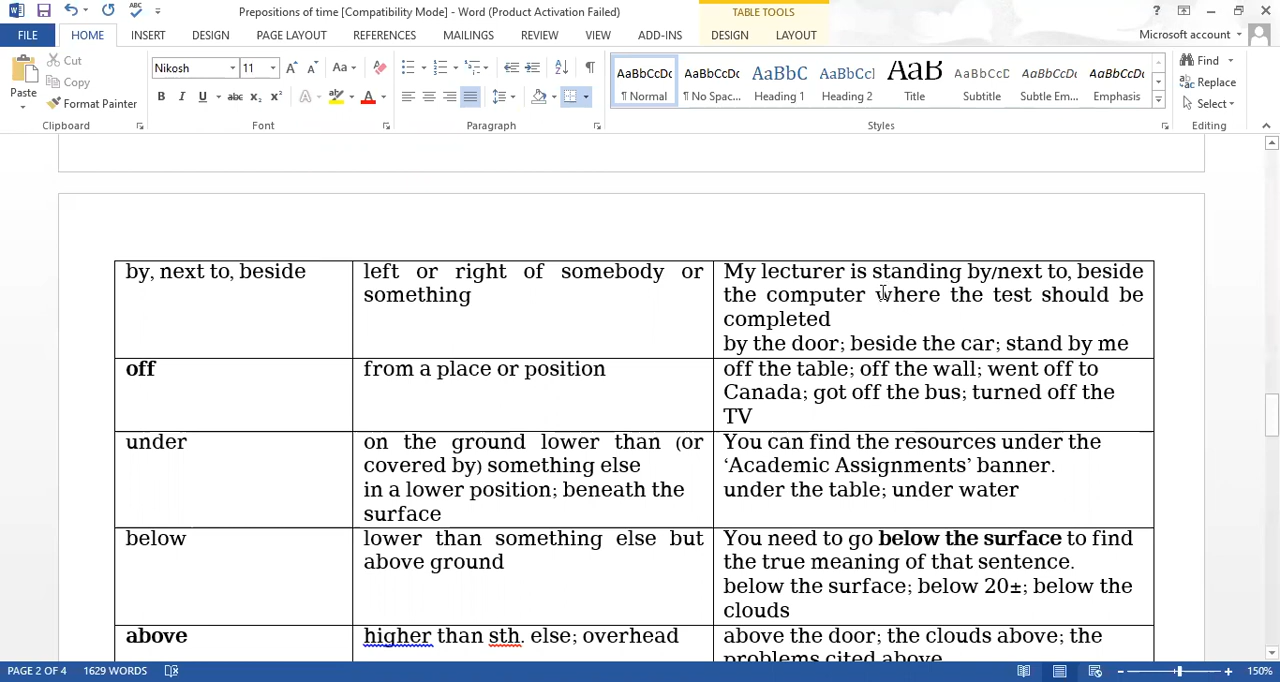 Prepositions of time [Compatibility Mode] - Word (Product Activation Failed)
TABLE TOOLS
FILE HOME INSERT DESIGN PAGE LAYOUT REFERENCES MAILINGS REVIEW VIEW ADD-INS DESIGN LAYOUT Microsoft account
Paste
Cut
Copy
Format Painter
Clipboard
Nikosh 11
Font
Paragraph
AaBbCcDc AaBbCcDc AaBbC AaBbCcl AaB AaBbCcD AaBbCcDc AaBbCcDc
¶ Normal ¶ No Spac... Heading 1 Heading 2 Title Subtitle Subtle Em... Emphasis
Styles
Find
Replace
Select
Editing
by, next to, beside
left or right of somebody or
something
My lecturer is standing by/next to, beside
the computer where the test should be
completed
by the door; beside the car; stand by me
off
from a place or position
off the table; off the wall; went off to
Canada; got off the bus; turned off the
TV
under
on the ground lower than (or
covered by) something else
in a lower position; beneath the
surface
You can find the resources under the
‘Academic Assignments’ banner.
under the table; under water
below
lower than something else but
above ground
You need to go below the surface to find
the true meaning of that sentence.
below the surface; below 20±; below the
clouds
above
higher than sth. else; overhead
above the door; the clouds above; the
problems cited above
PAGE 2 OF 4 1629 WORDS 150%